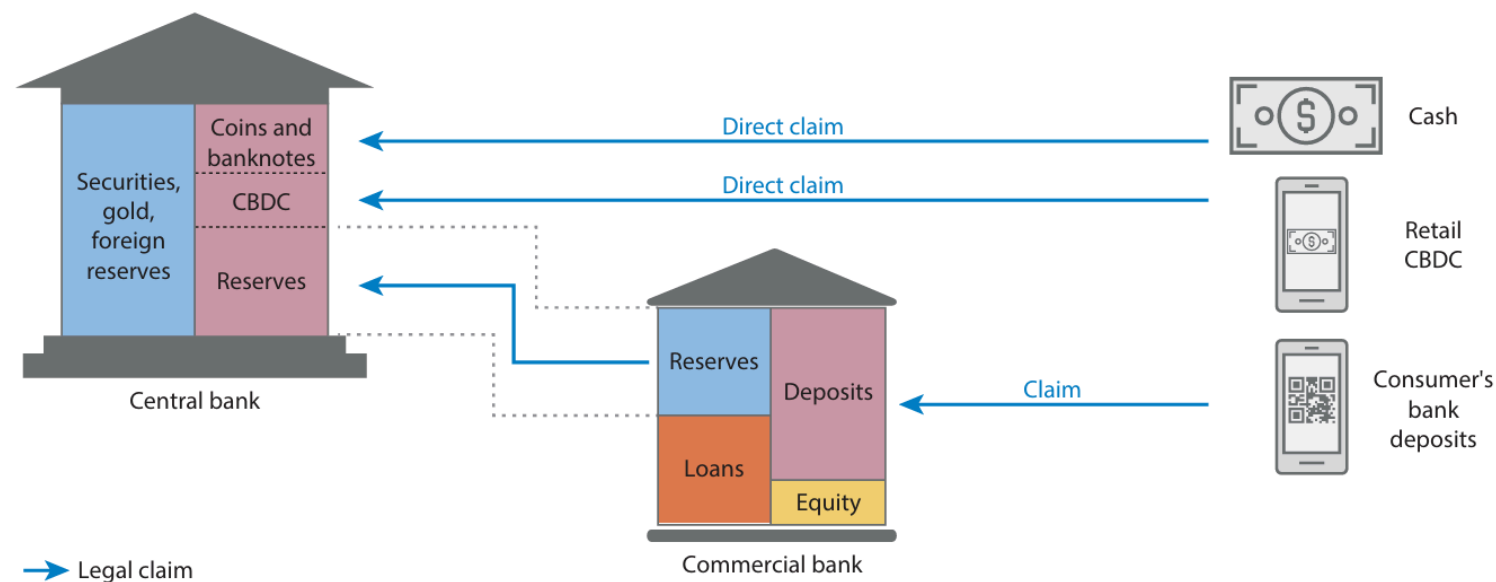 Coins and
banknotes
Securities,
gold,
foreign
reserves
CBDC
Reserves
Central bank
Direct claim
Direct claim
Reserves
Deposits
Loans
Equity
Commercial bank
Claim
$
Cash
$
Retail
CBDC
Consumer's
bank
deposits
Legal claim